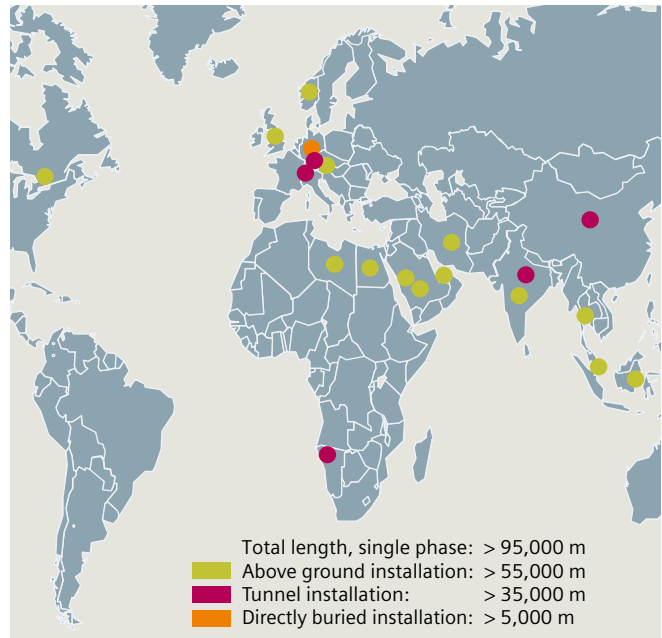 Total length, single phase: > 95,000 m
Above ground installation: > 55,000 m
Tunnel installation: > 35,000 m
Directly buried installation: > 5,000 m